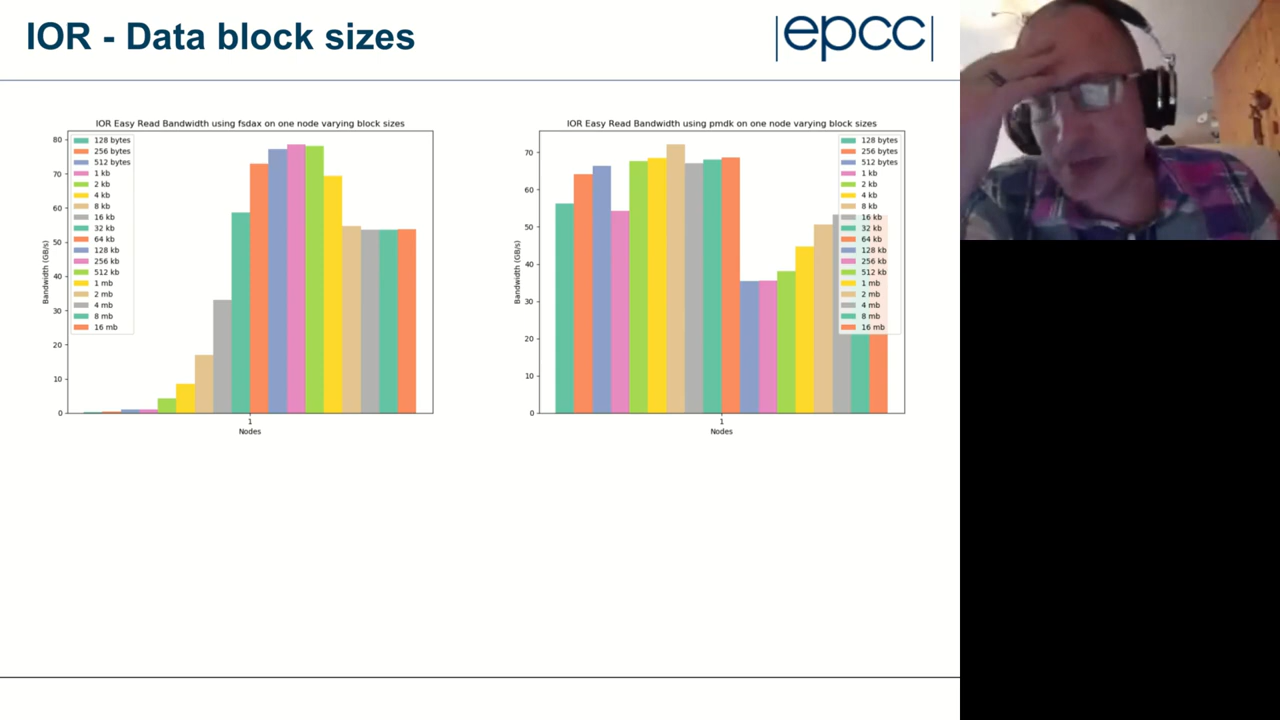 IOR - Data block sizes
epcc
IOR Easy Read Bandwidth using fsdax on one node varying block sizes
80
70
60
50
40
30
20
10
0
Bandwidth (GB/s)
128 bytes
256 bytes
512 bytes
1 kb
2 kb
4 kb
8 kb
16 kb
32 kb
64 kb
128 kb
256 kb
512 kb
1 mb
2 mb
4 mb
8 mb
16 mb
1
Nodes
IOR Easy Read Bandwidth using pmdk on one node varying block sizes
70
60
50
40
30
20
10
0
Bandwidth (GB/s)
128 bytes
256 bytes
512 bytes
1 kb
2 kb
4 kb
8 kb
16 kb
32 kb
64 kb
128 kb
256 kb
512 kb
1 mb
2 mb
4 mb
8 mb
16 mb
1
Nodes